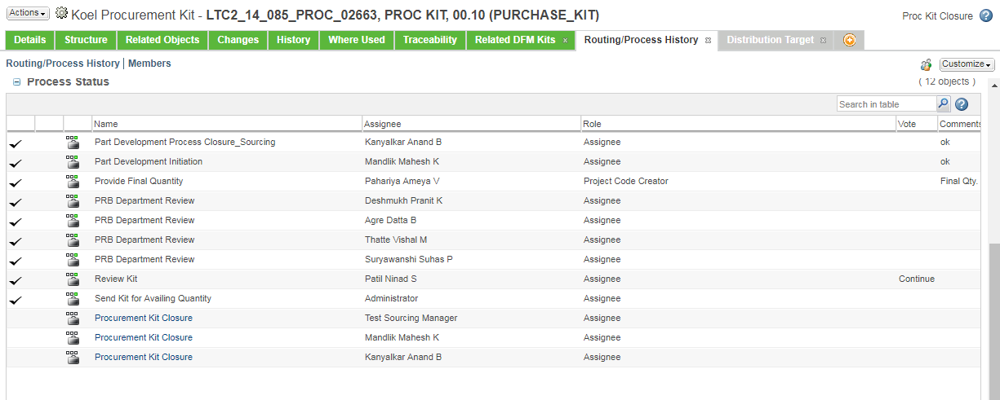 Actions
Koel Procurement Kit - LTC2_14_085_PROC_02663, PROC KIT, 00.10 (PURCHASE_KIT)
Proc Kit Closure ?
Details Structure Related Objects Changes History Where Used Traceability Related DFM Kits x Routing/Process History x Distribution Target x
Routing/Process History | Members
Customize
Process Status
( 12 objects )
Search in table ?
Name Assignee Role Vote Comments
Part Development Process Closure_Sourcing Kanyalkar Anand B Assignee ok
Part Development Initiation Mandlik Mahesh K Assignee ok
Provide Final Quantity Pahariya Ameya V Project Code Creator Final Qty.
PRB Department Review Deshmukh Pranit K Assignee
PRB Department Review Agre Datta B Assignee
PRB Department Review Thatte Vishal M Assignee
PRB Department Review Suryawanshi Suhas P Assignee
Review Kit Patil Ninad S Assignee Continue
Send Kit for Availing Quantity Administrator Assignee
Procurement Kit Closure Test Sourcing Manager Assignee
Procurement Kit Closure Mandlik Mahesh K Assignee
Procurement Kit Closure Kanyalkar Anand B Assignee